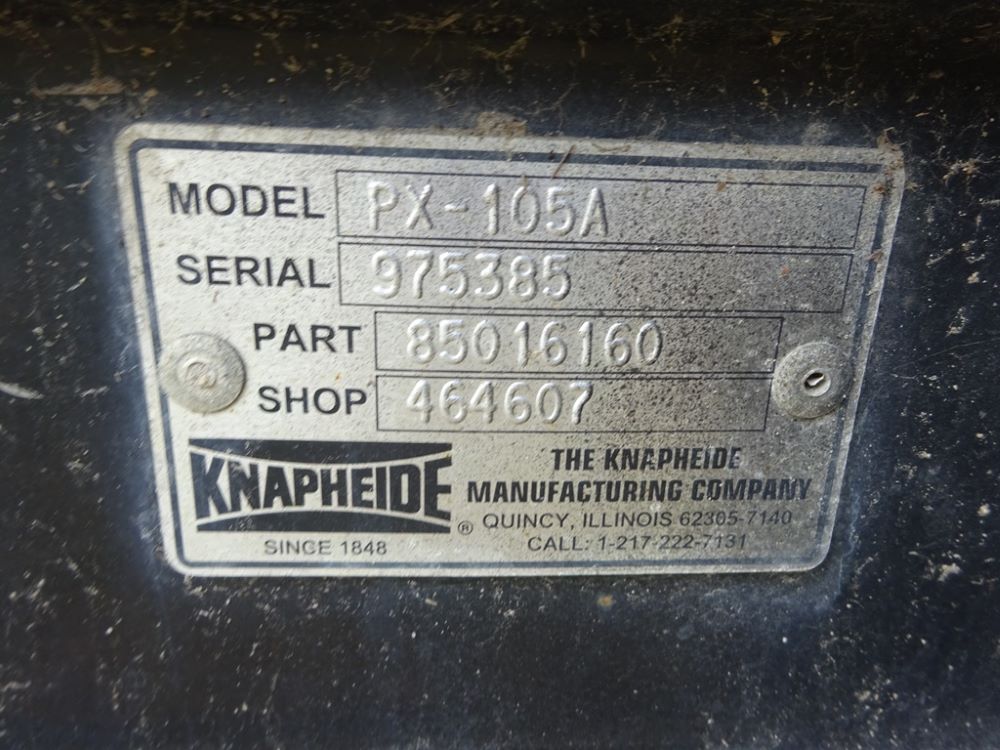 MODEL PX-105A
SERIAL 975385
PART 85016160
SHOP 464607
KNAPHEIDE ®
SINCE 1848
THE KNAPHEIDE
MANUFACTURING COMPANY
QUINCY, ILLINOIS 62305-7140
CALL: 1-217-222-7131